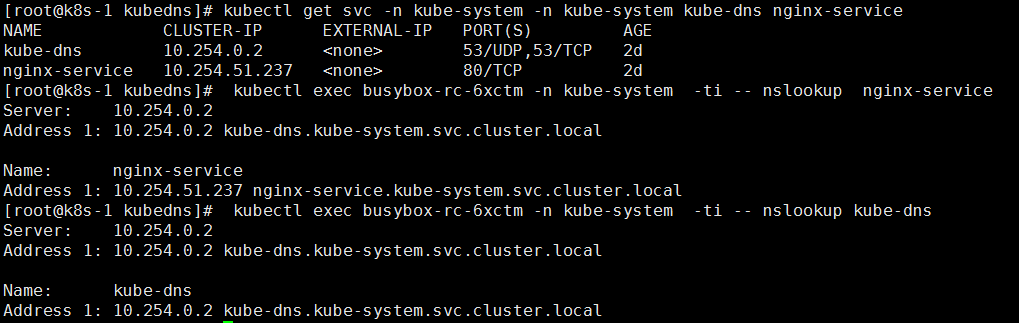 [root@k8s-1 kubedns]# kubectl get svc -n kube-system -n kube-system kube-dns nginx-service
NAME            CLUSTER-IP      EXTERNAL-IP   PORT(S)         AGE
kube-dns        10.254.0.2      <none>        53/UDP,53/TCP   2d
nginx-service   10.254.51.237   <none>        80/TCP          2d
[root@k8s-1 kubedns]#  kubectl exec busybox-rc-6xctm -n kube-system  -ti -- nslookup  nginx-service
Server:    10.254.0.2
Address 1: 10.254.0.2 kube-dns.kube-system.svc.cluster.local

Name:      nginx-service
Address 1: 10.254.51.237 nginx-service.kube-system.svc.cluster.local
[root@k8s-1 kubedns]#  kubectl exec busybox-rc-6xctm -n kube-system  -ti -- nslookup kube-dns
Server:    10.254.0.2
Address 1: 10.254.0.2 kube-dns.kube-system.svc.cluster.local

Name:      kube-dns
Address 1: 10.254.0.2 kube-dns.kube-system.svc.cluster.local